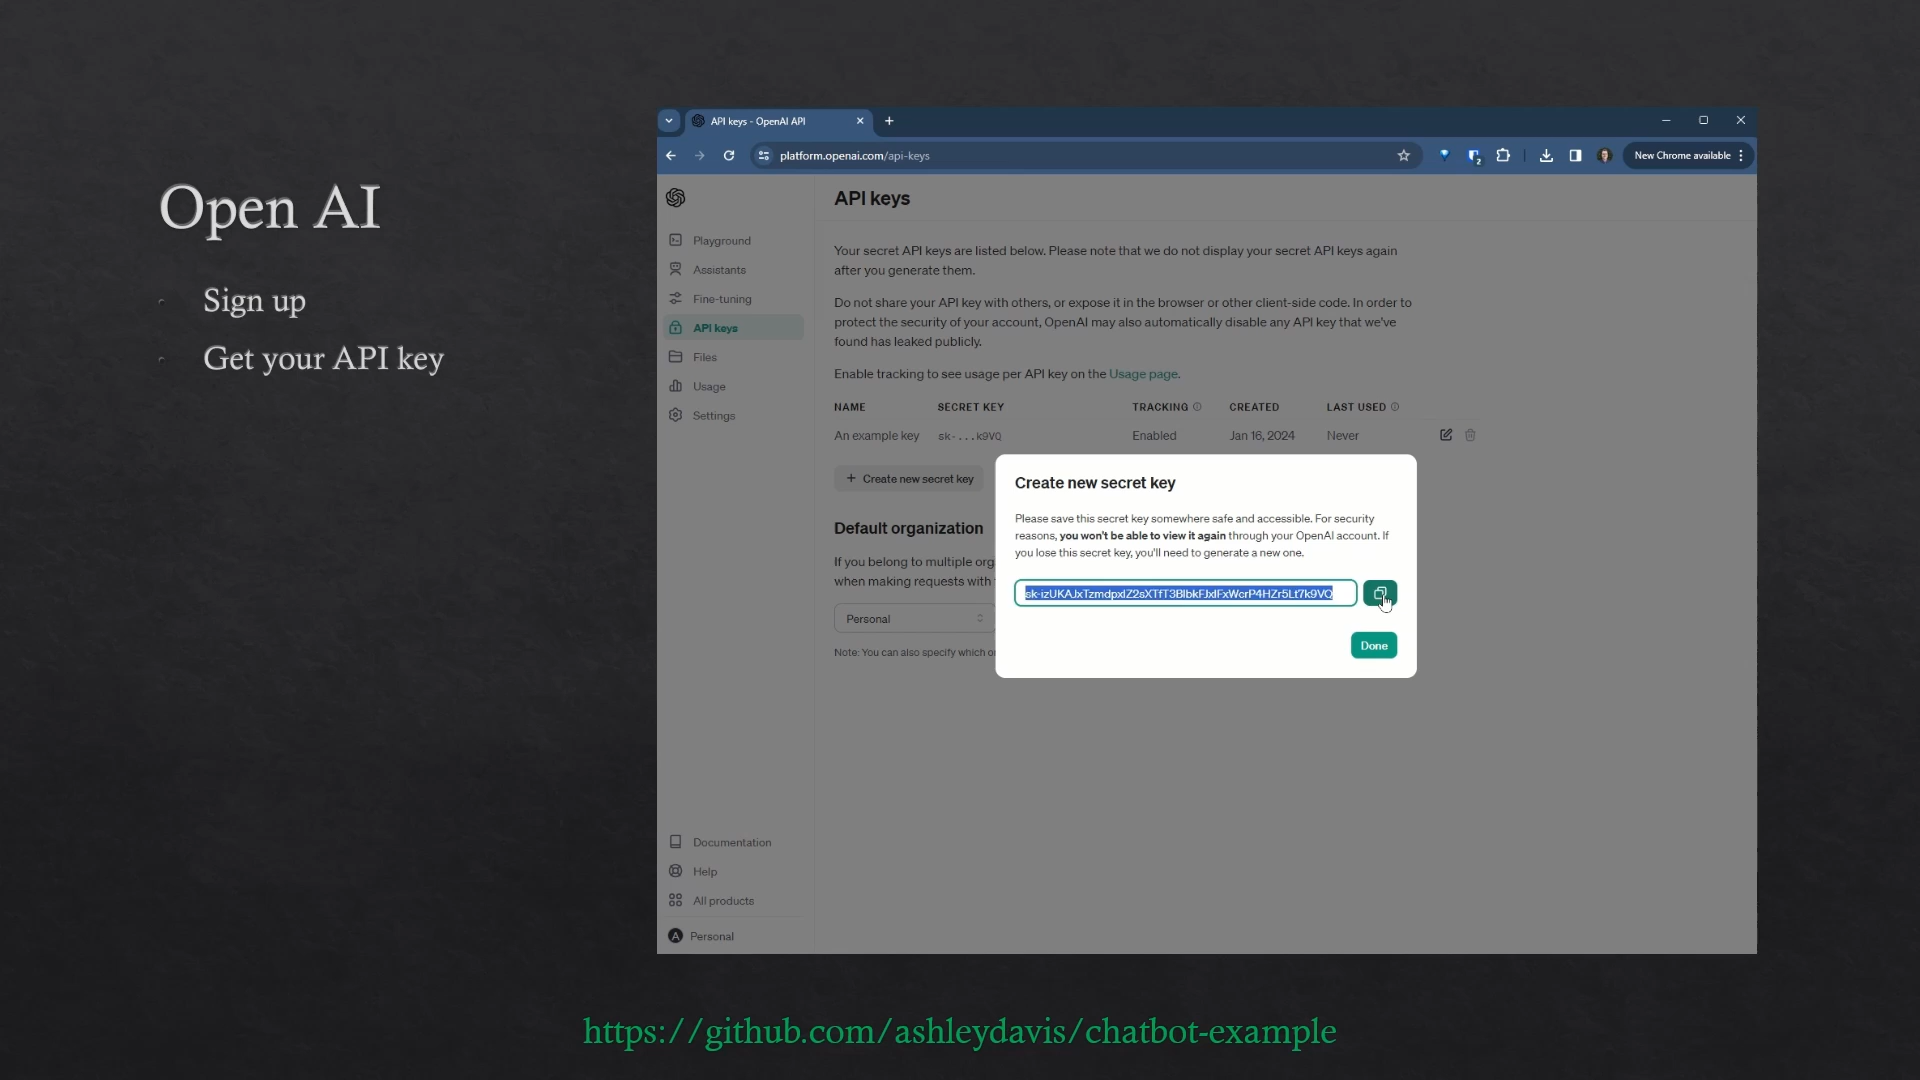 Open AI
Sign up
Get your API key
API keys - OpenAI API
platform.openai.com/api-keys
New Chrome available
API keys
Playground
Assistants
Fine-tuning
API keys
Files
Usage
Settings
Your secret API keys are listed below. Please note that we do not display your secret API keys again
after you generate them.
Do not share your API key with others, or expose it in the browser or other client-side code. In order to
protect the security of your account, OpenAI may also automatically disable any API key that we've
found has leaked publicly.
Enable tracking to see usage per API key on the Usage page.
NAME SECRET KEY TRACKING CREATED LAST USED
An example key sk-...k9VQ Enabled Jan 16, 2024 Never
+ Create new secret key
Default organization
If you belong to multiple org
when making requests with
Personal
Note: You can also specify which or
Create new secret key
Please save this secret key somewhere safe and accessible. For security
reasons, you won't be able to view it again through your OpenAI account. If
you lose this secret key, you'll need to generate a new one.
Done
Documentation
Help
All products
A Personal
https://github.com/ashleydavis/chatbot-example